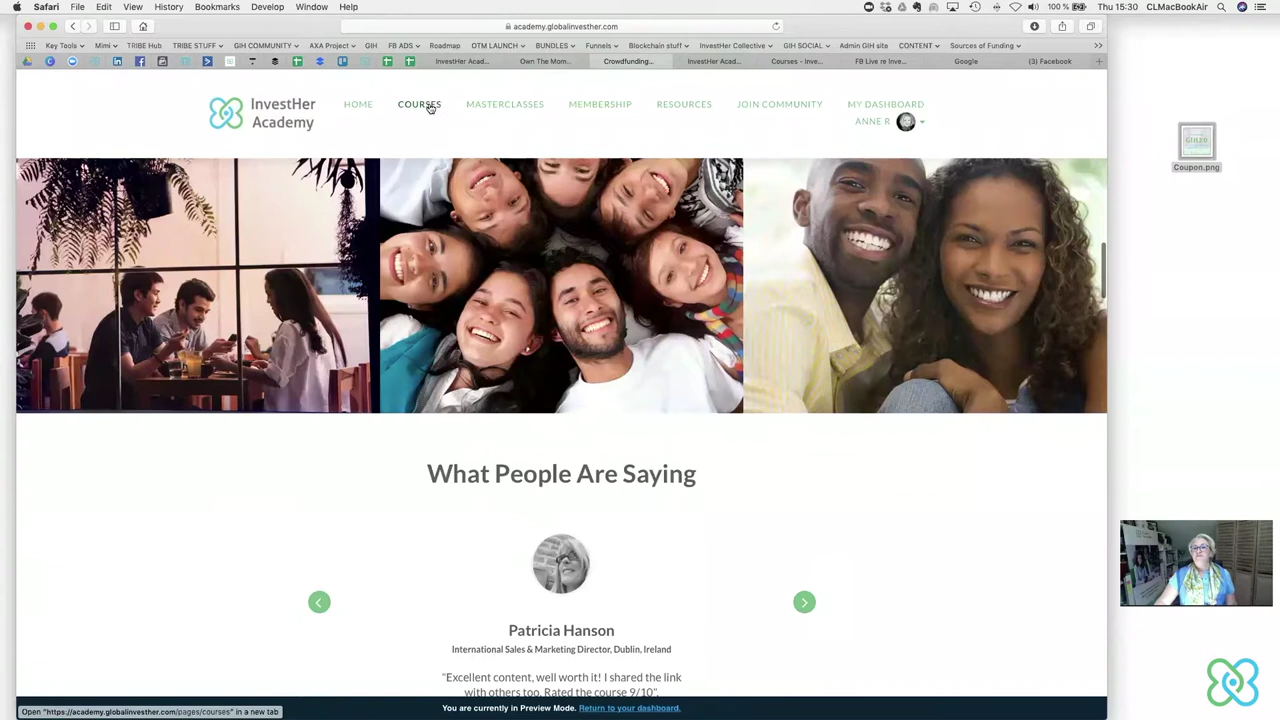 Safari File Edit View History Bookmarks Develop Window Help 100 % Thu 15:30 CLMacBookAir
academy.globalinvesther.com
Key Tools Mimi TRIBE Hub TRIBE STUFF GIH COMMUNITY AXA Project GIH FB ADS Roadmap OTM LAUNCH BUNDLES Funnels Blockchain stuff InvestHer Collective GIH SOCIAL Admin GIH site CONTENT Sources of Funding
InvestHer Acad... Own The Mom... Crowdfunding... InvestHer Acad... Courses - Inve... FB Live re Inves... Google (3) Facebook
InvestHer
Academy
HOME COURSES MASTERCLASSES MEMBERSHIP RESOURCES JOIN COMMUNITY MY DASHBOARD
ANNE R
Coupon.png
What People Are Saying
Patricia Hanson
International Sales & Marketing Director, Dublin, Ireland
"Excellent content, well worth it! I shared the link
with others too. Rated the course 9/10".
You are currently in Preview Mode. Return to your dashboard.
Open "https://academy.globalinvesther.com/pages/courses" in a new tab